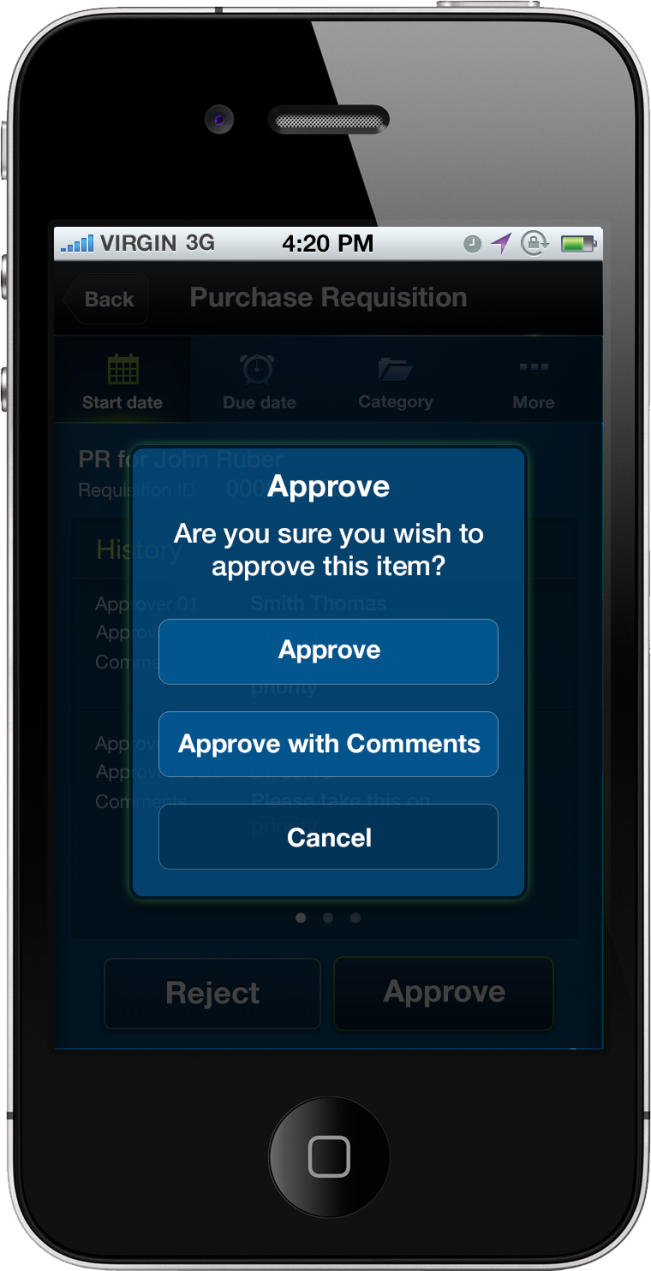 VIRGIN 3G 4:20 PM
Back Purchase Requisition
Start date Due date Category More
PR for John Ruber
Requisition ID
Approve
Are you sure you wish to
approve this item?
History
Approver 01 Smith Thomas
Approve
priority
Approve with Comments
Comments Please take this on
priority
Cancel
Reject Approve